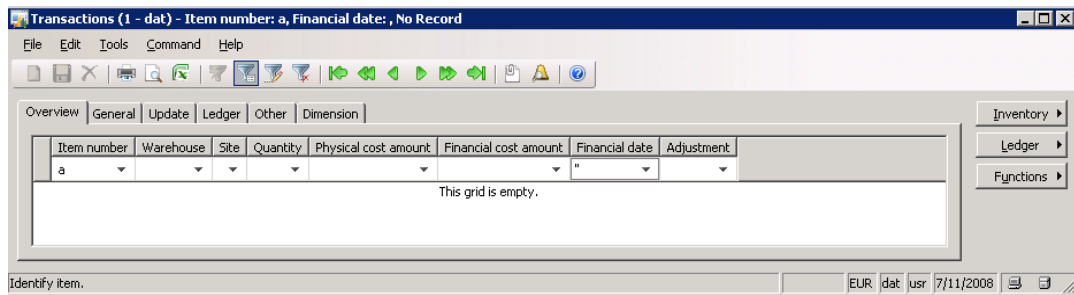 Transactions (1 - dat) - Item number: a, Financial date: , No Record
File Edit Tools Command Help
Overview General Update Ledger Other Dimension
Inventory
Item number Warehouse Site Quantity Physical cost amount Financial cost amount Financial date Adjustment
Ledger
a "
Functions
This grid is empty.
Identify item.
EUR dat usr 7/11/2008